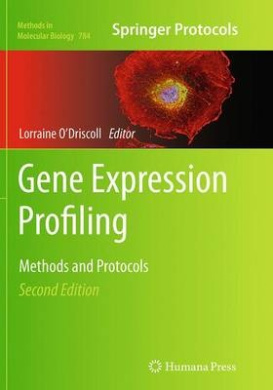 Methods in
Molecular Biology 784
Springer Protocols
Lorraine O'Driscoll Editor
Gene Expression
Profiling
Methods and Protocols
Second Edition
Humana Press